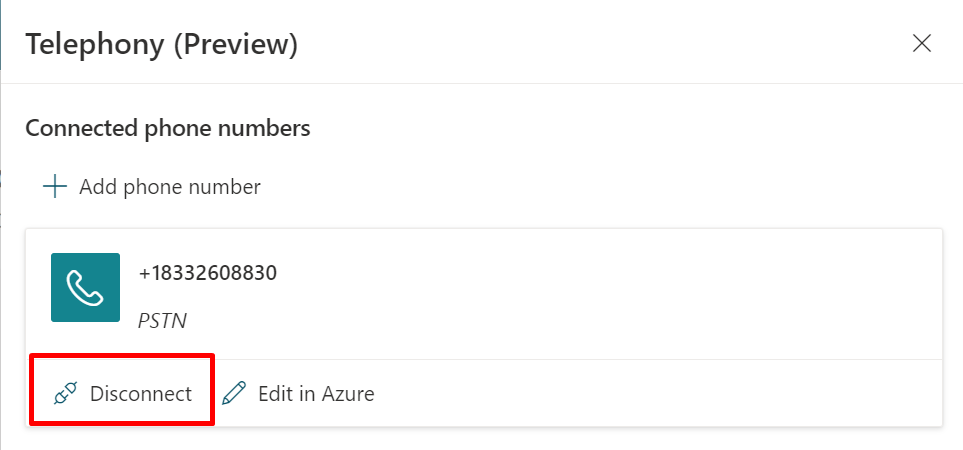 Telephony (Preview)
Connected phone numbers
Add phone number
+18332608830
PSTN
Disconnect
Edit in Azure